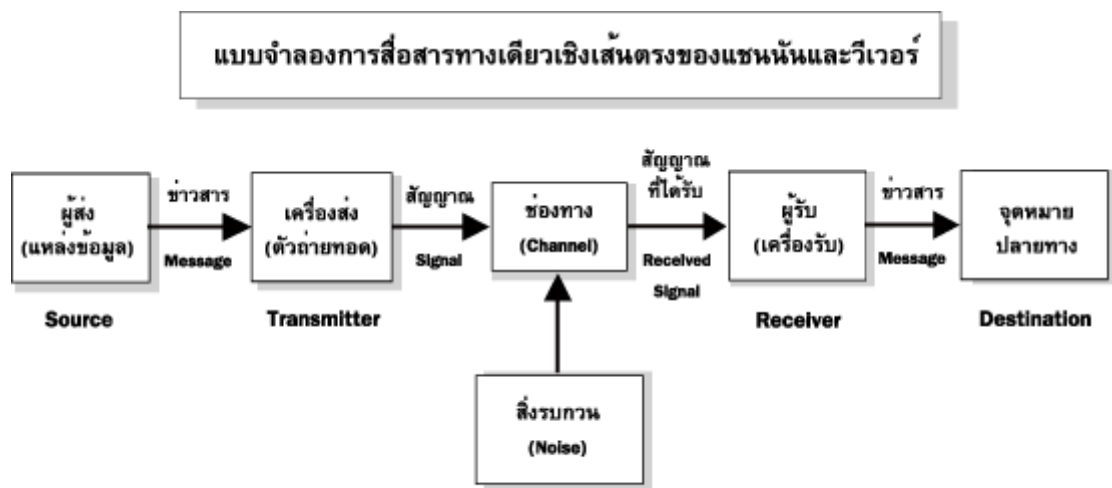 แบบจำลองการสื่อสารทางเดียวเชิงเส้นตรงของแชนนันและวีเวอร์
ผู้ส่ง
(แหล่งข้อมูล)
Source
ข่าวสาร
Message
เครื่องส่ง
(ตัวถ่ายทอด)
Transmitter
สัญญาณ
Signal
ช่องทาง
(Channel)
สัญญาณ
ที่ได้รับ
Received
Signal
ผู้รับ
(เครื่องรับ)
Receiver
ข่าวสาร
Message
จุดหมาย
ปลายทาง
Destination
สิ่งรบกวน
(Noise)